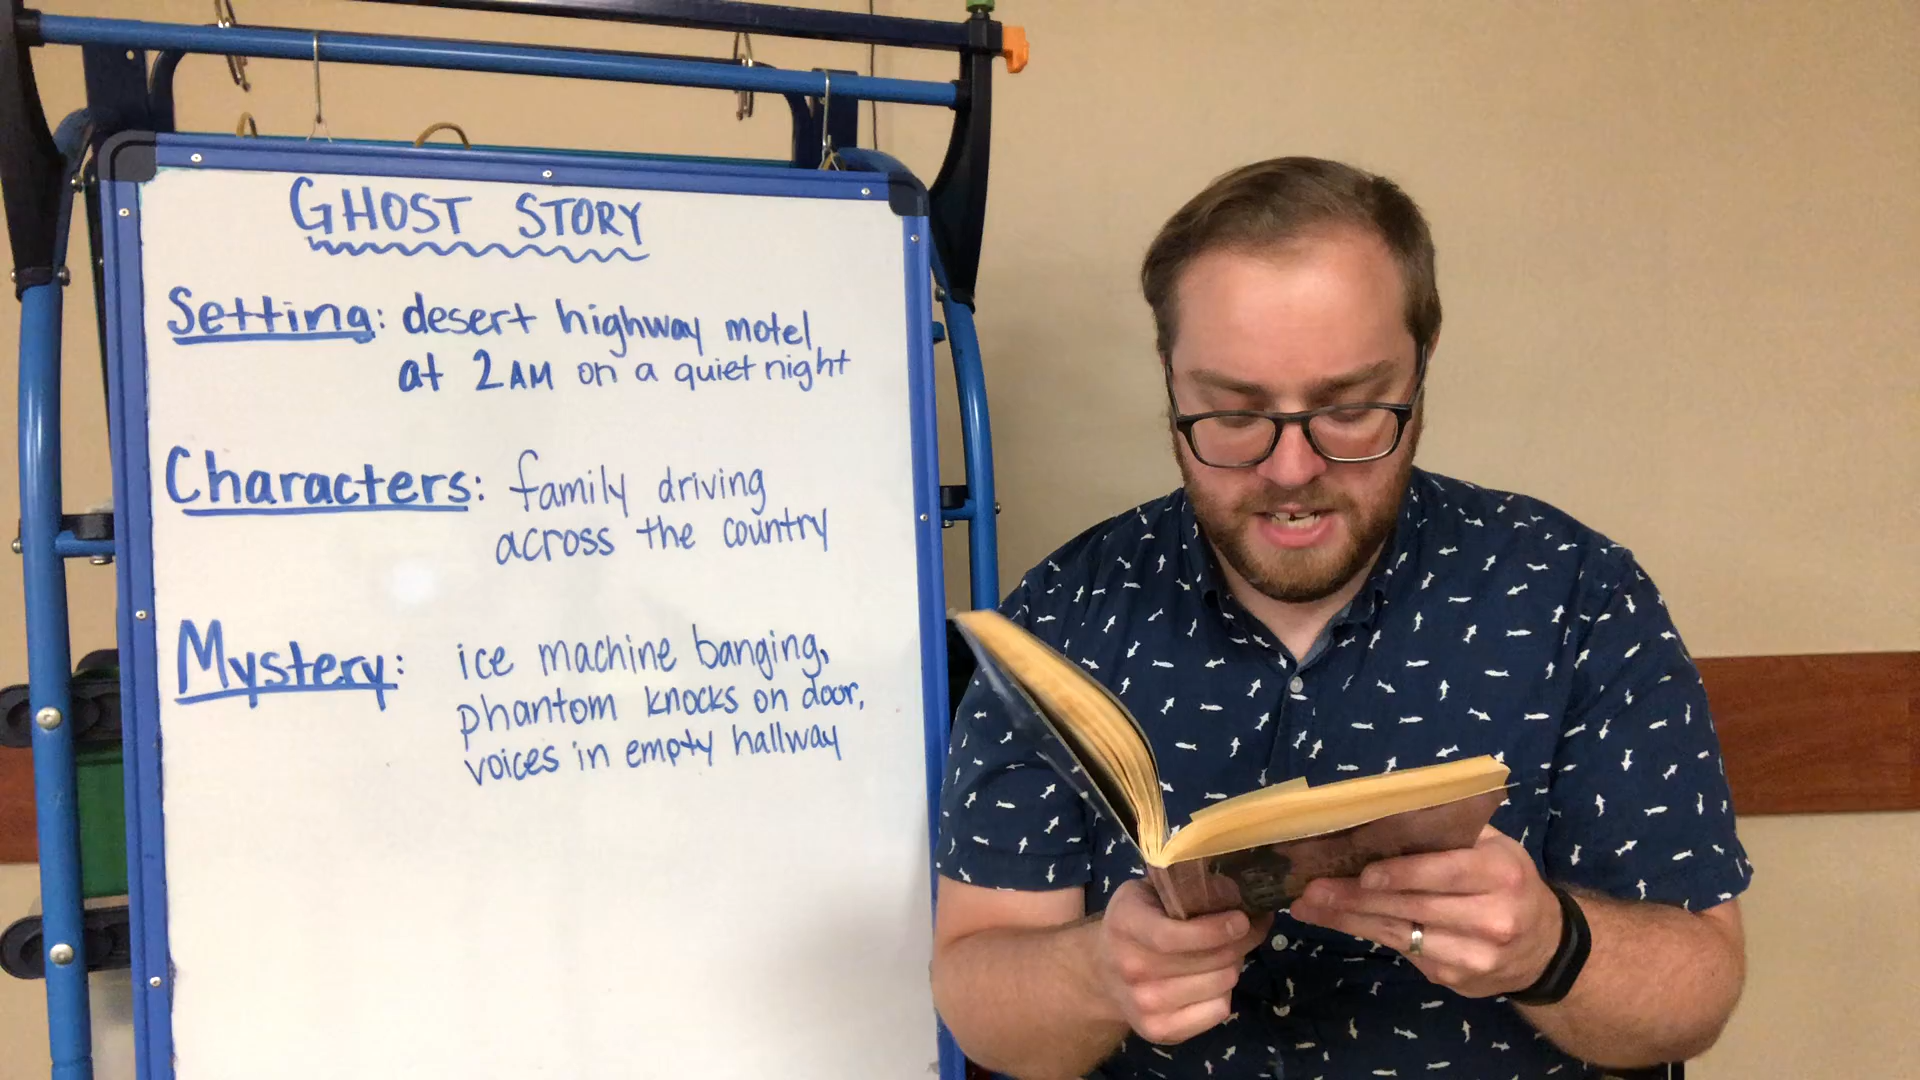 GHOST STORY
Setting: desert highway motel
at 2AM on a quiet night
Characters: family driving
across the country
Mystery: ice machine banging,
phantom knocks on door,
voices in empty hallway